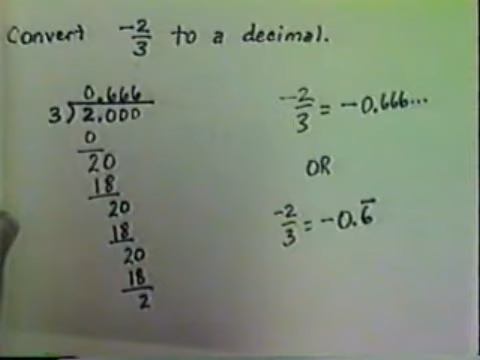 Convert -2/3 to a decimal.
0.666
3)2.000
0
20
18
20
18
20
18
2
-2/3 = -0.666...
OR
-2/3 = -0.6̅